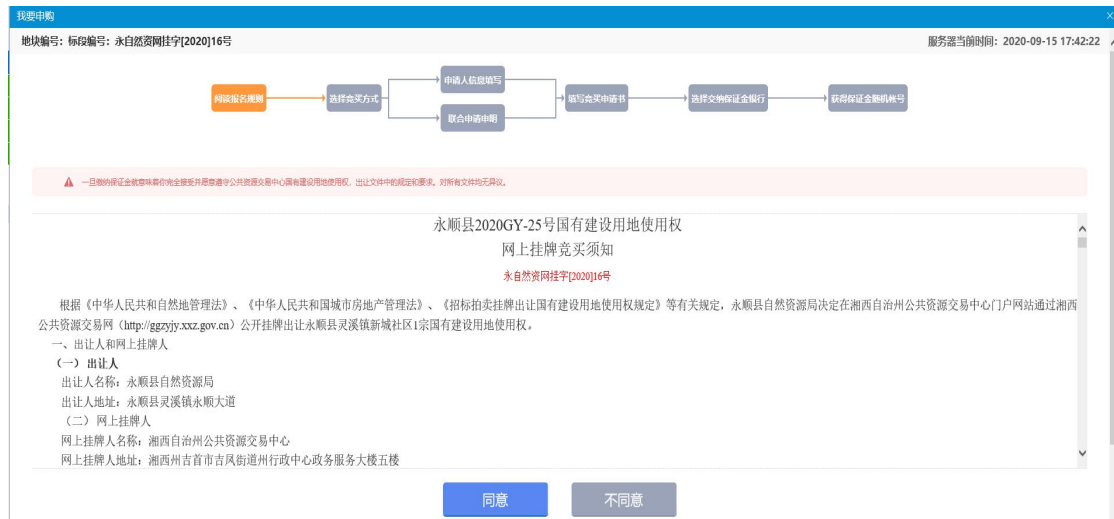 我要申购
地块编号：标段编号：永自然资网挂字[2020]16号
服务器当前时间：2020-09-15 17:42:22
申请人信息填写
阅读报名规则
选择竞买方式
填写竞买申请书
选择交纳保证金银行
获得保证金随机帐号
联合申请申明
一旦缴纳保证金就意味着你完全接受并愿意遵守公共资源交易中心国有建设用地使用权，出让文件中的规定和要求。对所有文件均无异议。
永顺县2020GY-25号国有建设用地使用权
网上挂牌竞买须知
永自然资网挂字[2020]16号
根据《中华人民共和自然地管理法》、《中华人民共和国城市房地产管理法》、《招标拍卖挂牌出让国有建设用地使用权规定》等有关规定，永顺县自然资源局决定在湘西自治州公共资源交易中心门户网站通过湘西
公共资源交易网（http://ggzyjy.xxz.gov.cn）公开挂牌出让永顺县灵溪镇新城社区1宗国有建设用地使用权。
一、出让人和网上挂牌人
（一）出让人
出让人名称：永顺县自然资源局
出让人地址：永顺县灵溪镇永顺大道
（二）网上挂牌人
网上挂牌人名称：湘西自治州公共资源交易中心
网上挂牌人地址：湘西州吉首市吉凤街道州行政中心政务服务大楼五楼
同意
不同意